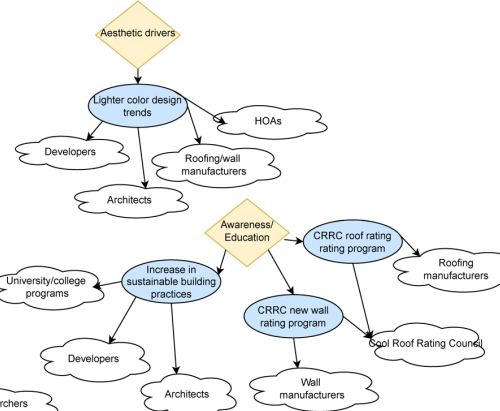 Aesthetic drivers
Lighter color design
trends
HOAs
Developers
Roofing/wall
manufacturers
Architects
Awareness/
Education
CRRC roof rating
rating program
Roofing
manufacturers
Increase in
sustainable building
practices
University/college
programs
CRRC new wall
rating program
Cool Roof Rating Council
Developers
Architects
Wall
manufacturers
rchers